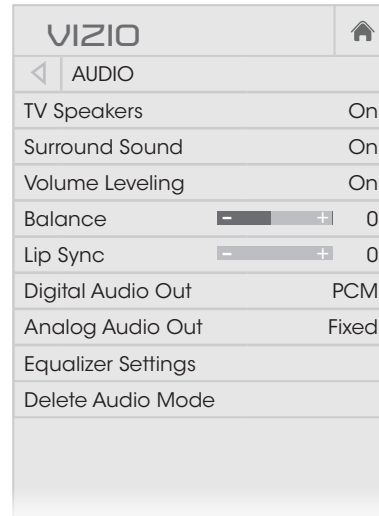 VIZIO
AUDIO
TV Speakers On
Surround Sound On
Volume Leveling On
Balance - + 0
Lip Sync - + 0
Digital Audio Out PCM
Analog Audio Out Fixed
Equalizer Settings
Delete Audio Mode